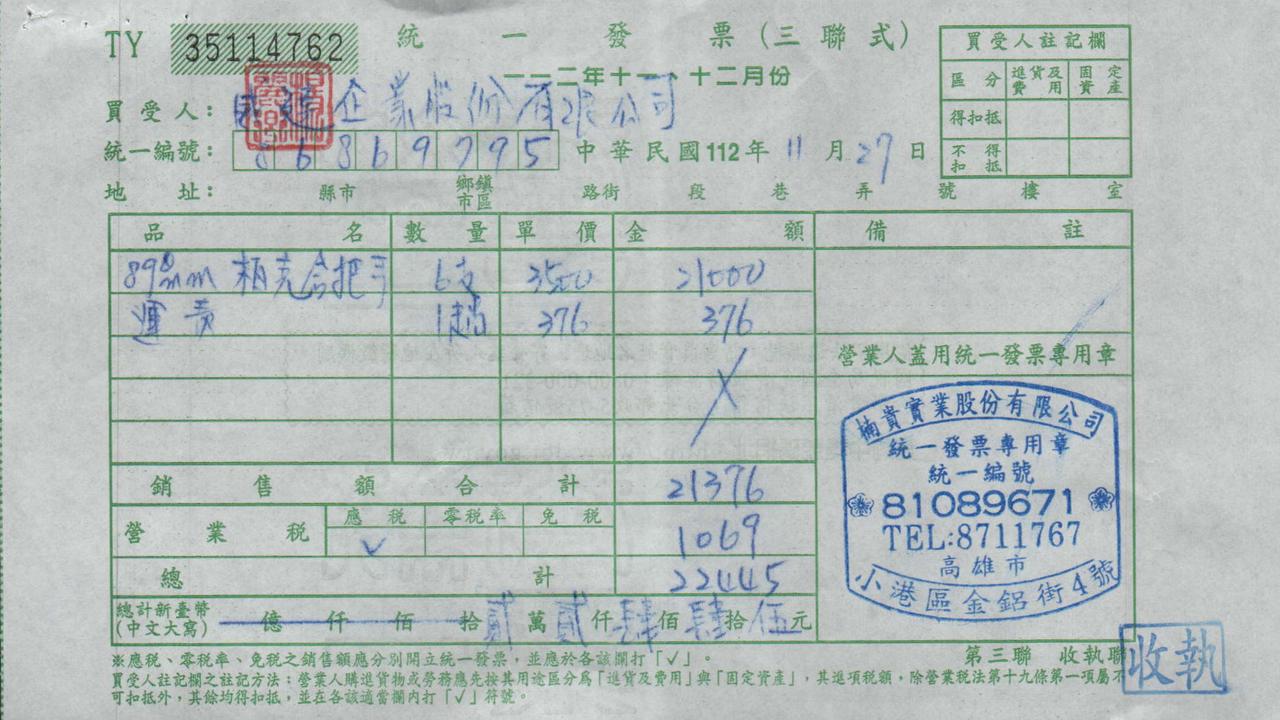 TY 35114762 統一發票(三聯式)
一一二年十一、十二月份
買受人註記欄
區分 進貨及費用 固定資產
得扣抵
不得扣抵
買受人: 企業股份有限公司
統一編號: 86869795 中華民國112年11月27日
地址: 縣市 鄉鎮市區 路街 段 巷 弄 號 樓 室
品名 數量 單價 金額 備註
89mm 柏克含把手 6支 3500 21000
運費 1趟 376 376
營業人蓋用統一發票專用章
楠貴實業股份有限公司
統一發票專用章
統一編號
81089671
TEL:8711767
高雄市
小港區金鋁街4號
銷售額合計 21376
營業稅 應稅 零稅率 免稅 1069
✓
總計 22445
總計新臺幣(中文大寫) 億仟佰拾貳萬貳仟肆佰肆拾伍元
※應稅、零稅率、免稅之銷售額應分別開立統一發票,並應於各該欄打「✓」。
第三聯 收執聯
收執
買受人註記欄之註記方法:營業人購進貨物或勞務應先按其用途區分為「進貨及費用」與「固定資產」,其進項稅額,除營業稅法第十九條第一項屬不
可扣抵外,其餘均得扣抵,並在各該適當欄內打「✓」符號。